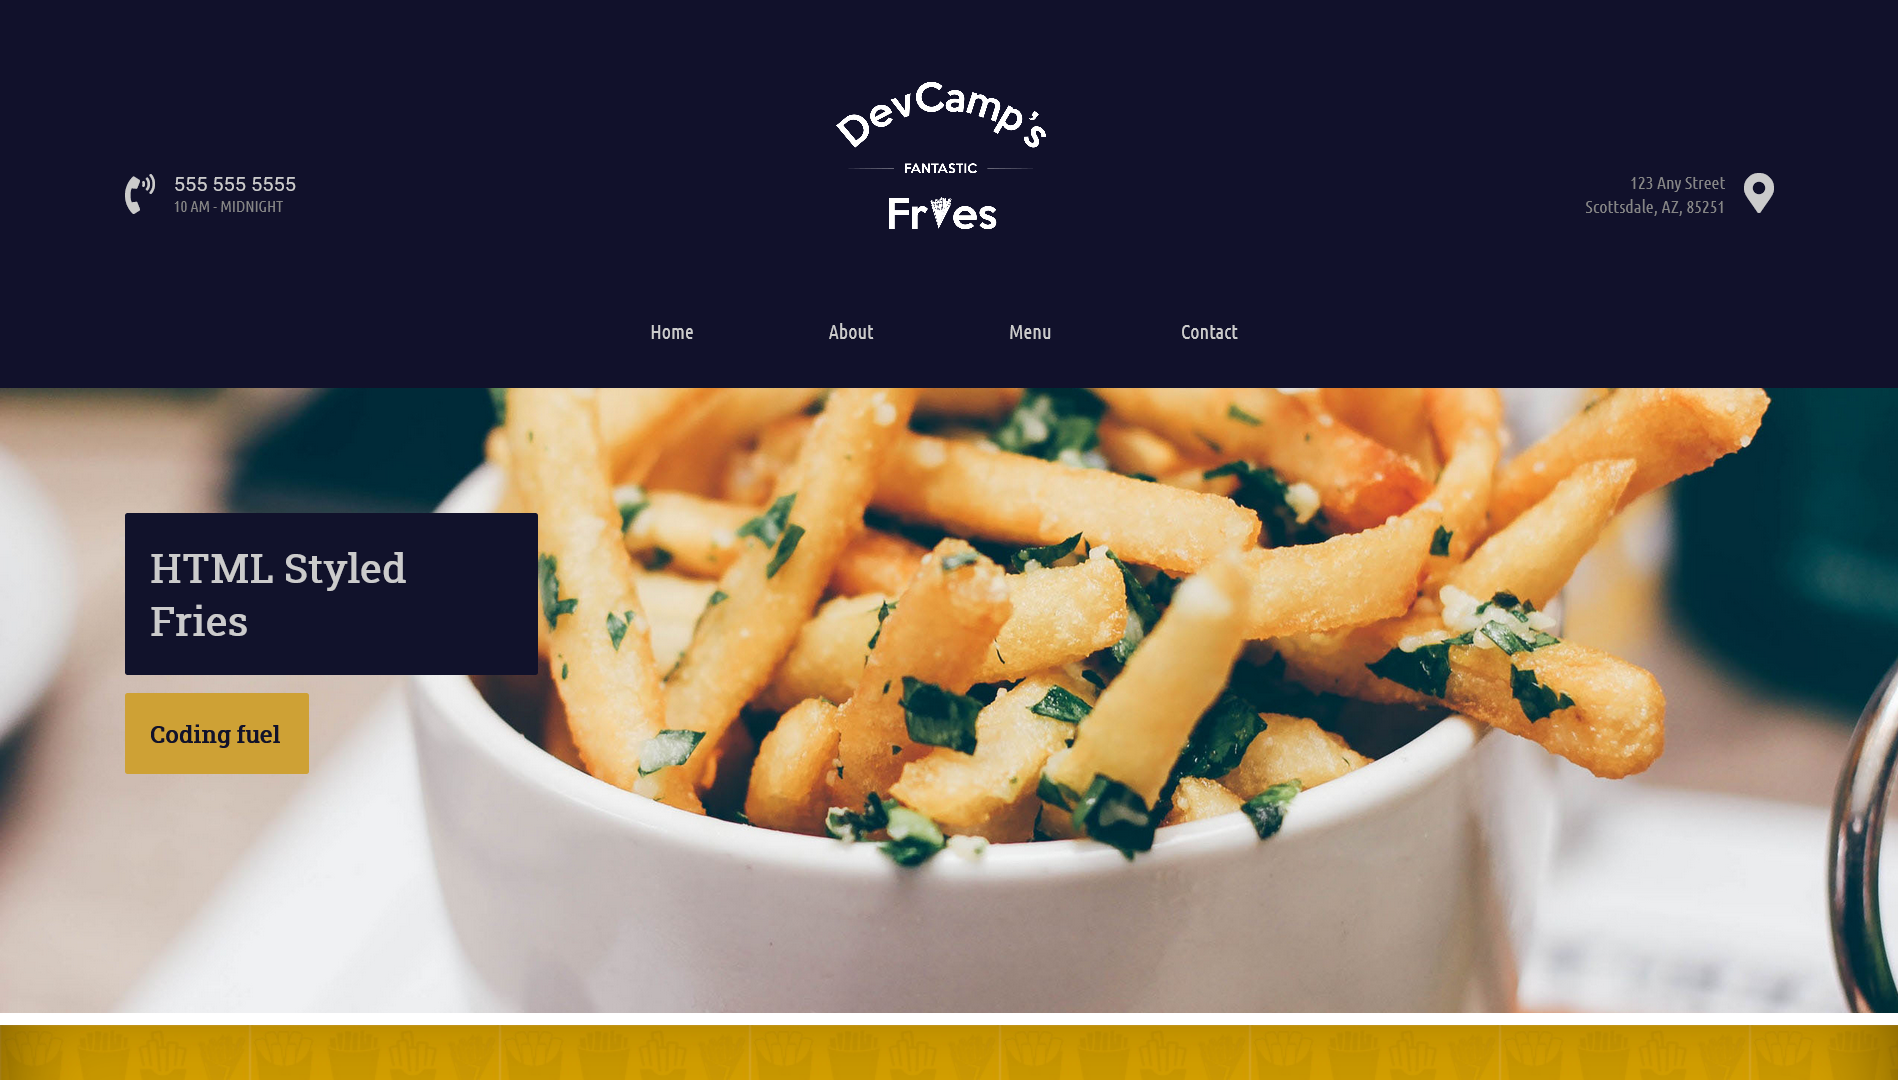 DevCamp's
FANTASTIC
Fries
555 555 5555
10 AM - MIDNIGHT
123 Any Street
Scottsdale, AZ, 85251
Home
About
Menu
Contact
HTML Styled
Fries
Coding fuel